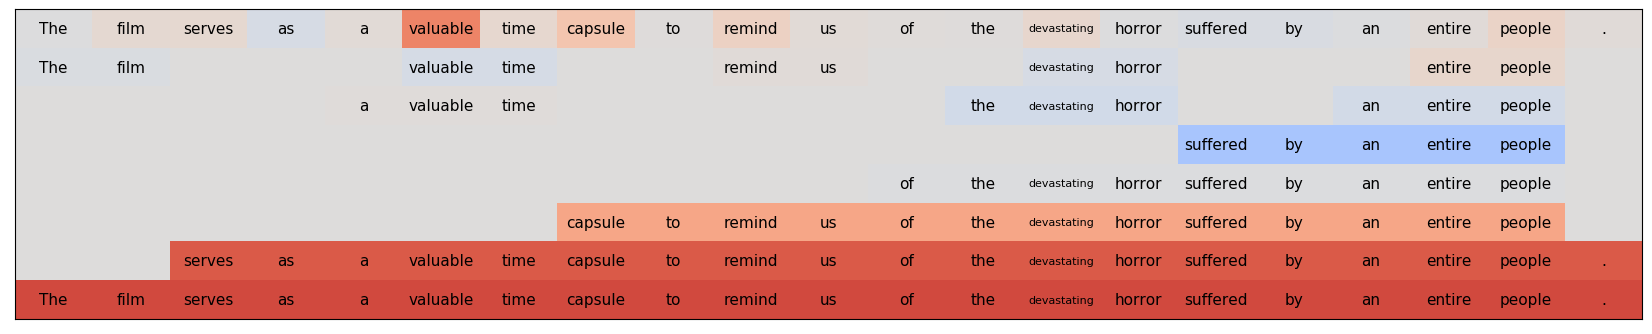 The film serves as a valuable time capsule to remind us of the devastating horror suffered by an entire people .
The film valuable time remind us devastating horror entire people
a valuable time the devastating horror an entire people
suffered by an entire people
of the devastating horror suffered by an entire people
capsule to remind us of the devastating horror suffered by an entire people
serves as a valuable time capsule to remind us of the devastating horror suffered by an entire people .
The film serves as a valuable time capsule to remind us of the devastating horror suffered by an entire people .